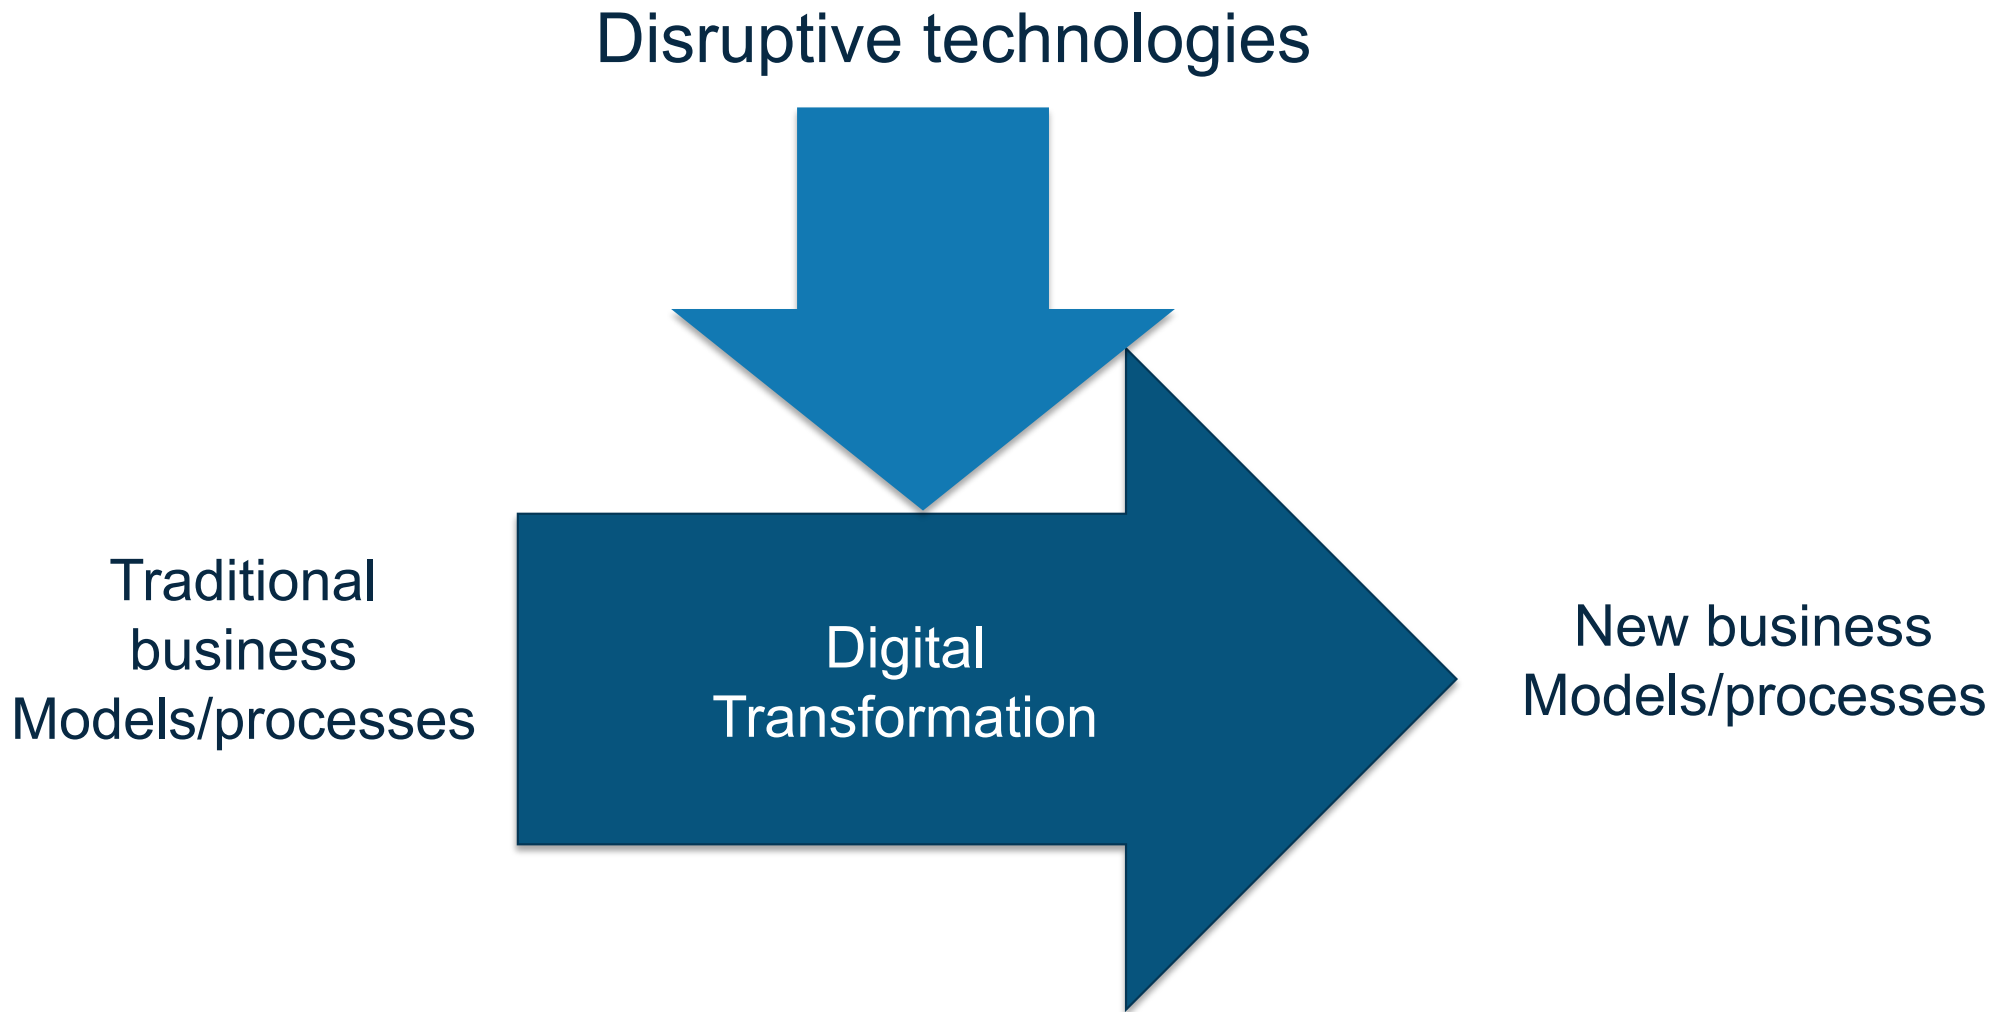 Disruptive technologies
Traditional
business
Models/processes
Digital
Transformation
New business
Models/processes